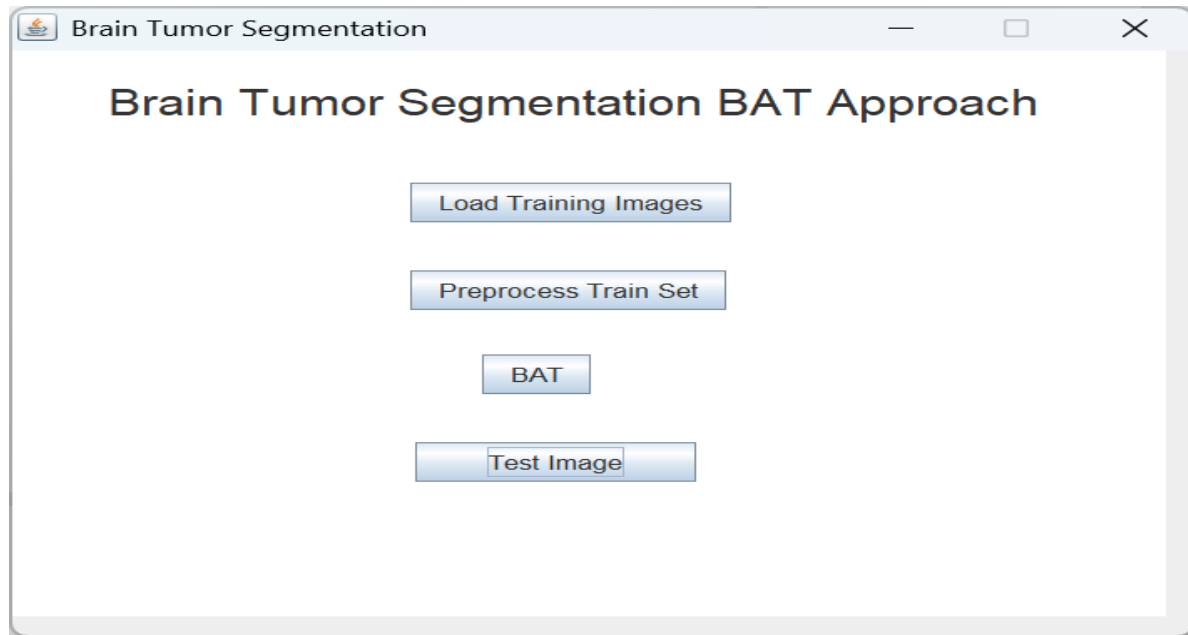 Brain Tumor Segmentation
Brain Tumor Segmentation BAT Approach
Load Training Images
Preprocess Train Set
BAT
Test Image